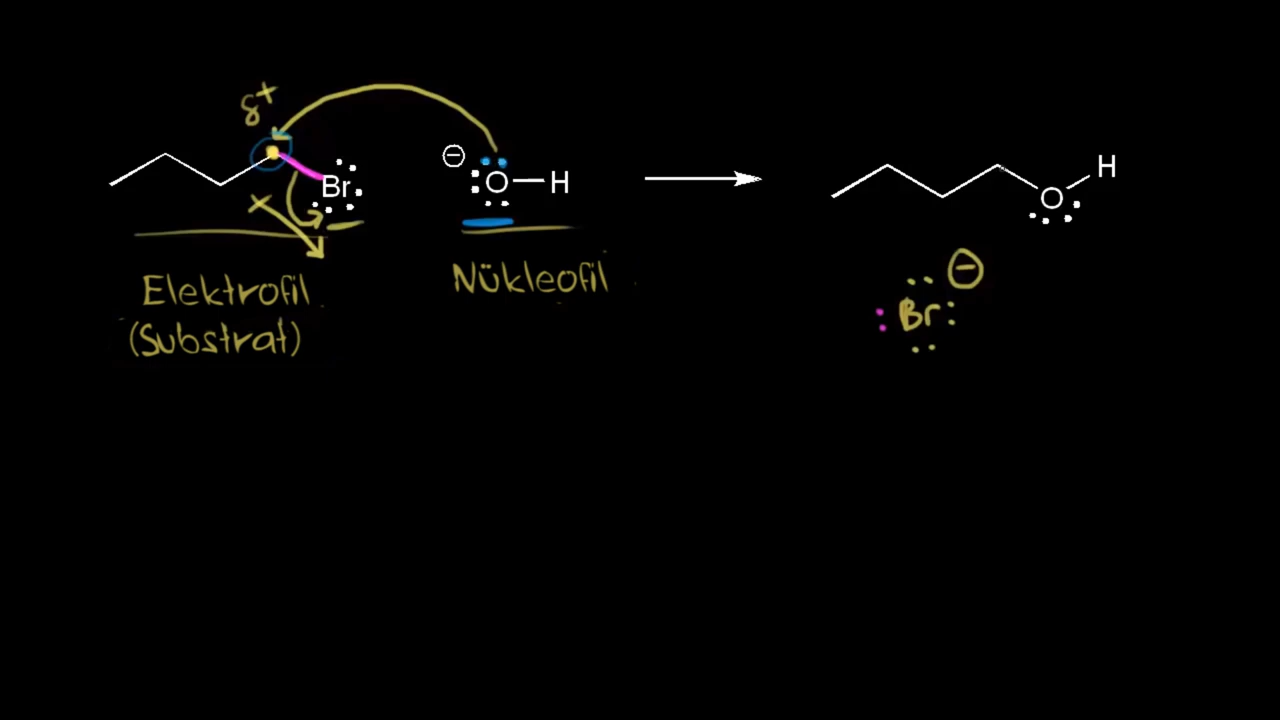 δ+
Br
⊖
O—H
H
O
Elektrofil
(Substrat)
Nükleofil
⊖
:Br: